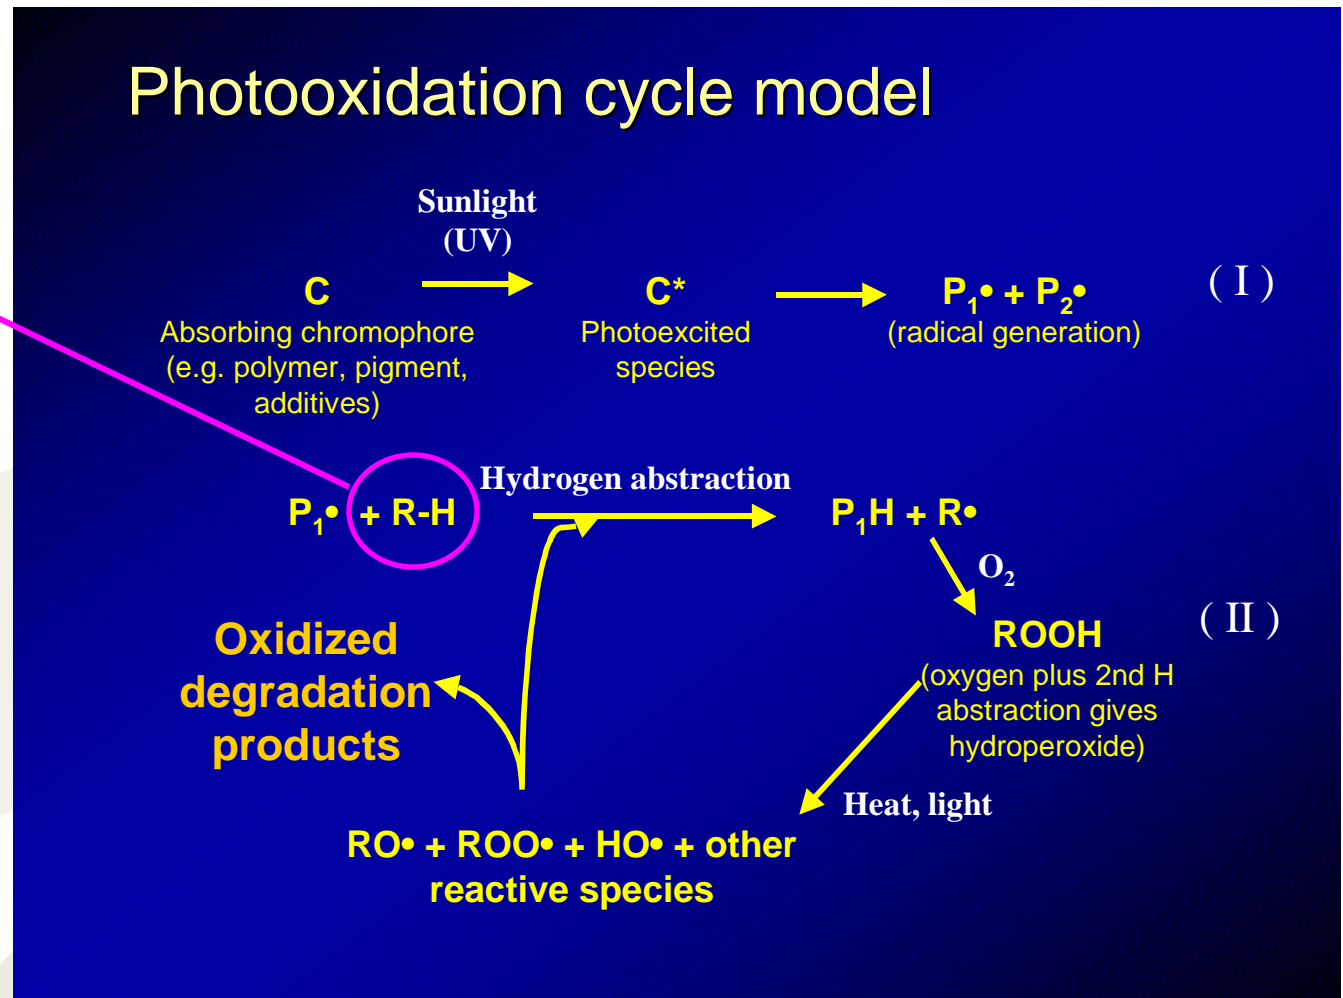 Photooxidation cycle model
Sunlight
(UV)
C
C*
P₁• + P₂•
( I )
Absorbing chromophore
(e.g. polymer, pigment,
additives)
Photoexcited
species
(radical generation)
Hydrogen abstraction
P₁• + R-H
P₁H + R•
O₂
( II )
ROOH
(oxygen plus 2nd H
abstraction gives
hydroperoxide)
Oxidized
degradation
products
Heat, light
RO• + ROO• + HO• + other
reactive species